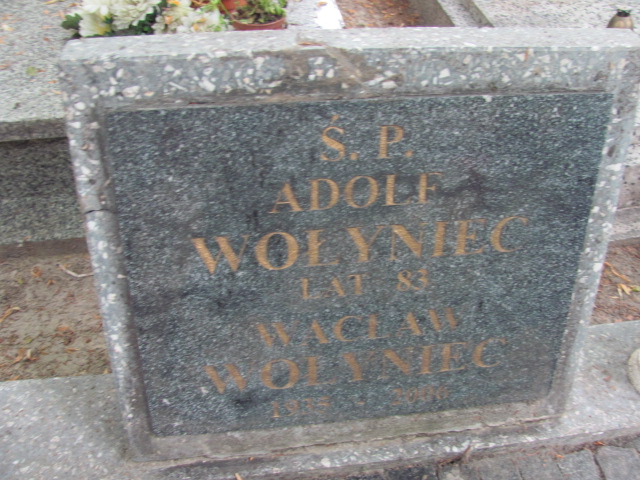 Ś. P.
ADOLF
WOŁYNIEC
LAT 83
WACŁAW
WOŁYNIEC